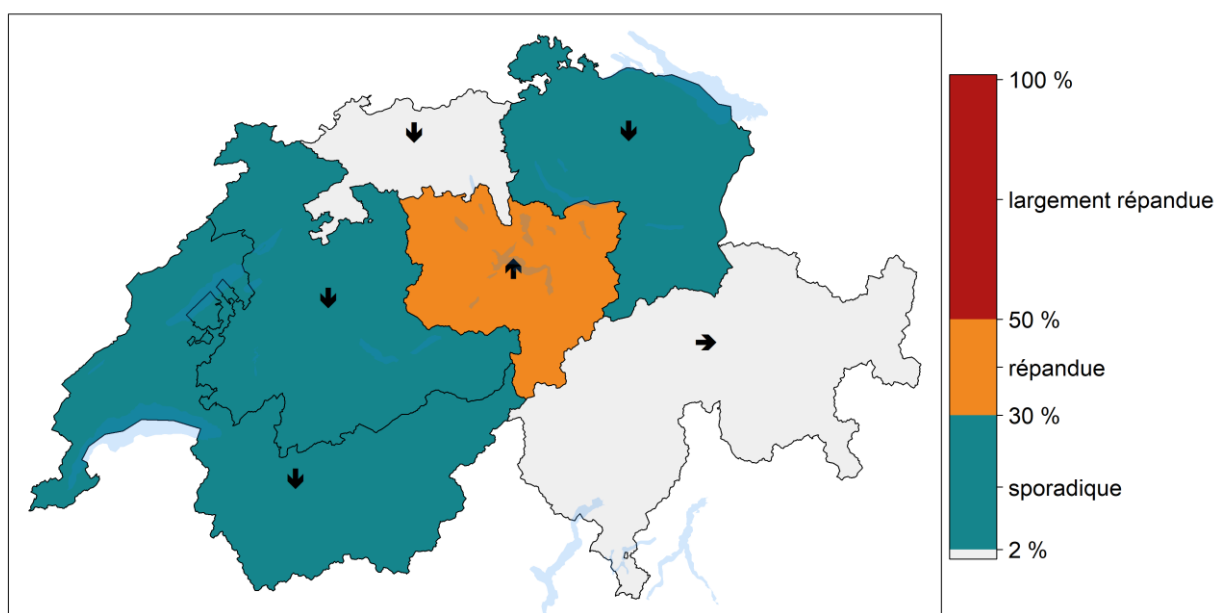 100 %
largement répandue
50 %
répandue
30 %
sporadique
2 %